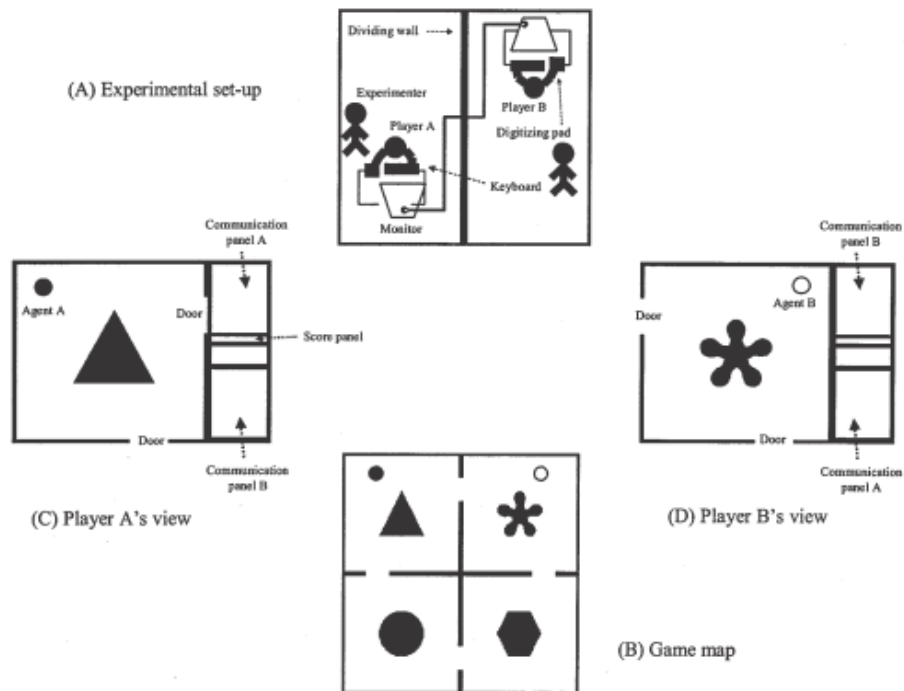 (A) Experimental set-up
Dividing wall
Experimenter
Player A
Player B
Digitizing pad
Keyboard
Monitor
Communication
panel A
Agent A
Door
Score panel
Door
Communication
panel B
(C) Player A's view
Communication
panel B
Agent B
Door
Door
Communication
panel A
(D) Player B's view
(B) Game map